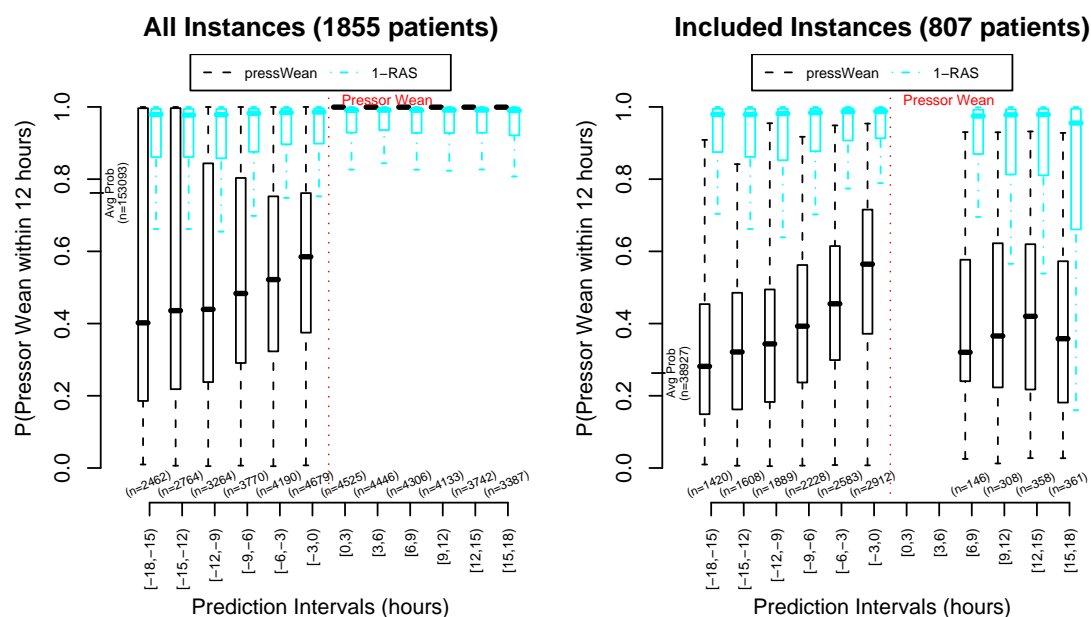 All Instances (1855 patients)
pressWean
1−RAS
Pressor Wean
P(Pressor Wean within 12 hours)
1.0
0.8
0.6
0.4
0.2
0.0
Avg Prob
(n=153093)
(n=2462)
(n=2764)
(n=3264)
(n=3770)
(n=4190)
(n=4679)
(n=4525)
(n=4446)
(n=4306)
(n=4133)
(n=3742)
(n=3387)
[−18,−15)
[−15,−12)
[−12,−9)
[−9,−6)
[−6,−3)
[−3,0)
[0,3)
[3,6)
[6,9)
[9,12)
[12,15)
[15,18)
Prediction Intervals (hours)
Included Instances (807 patients)
pressWean
1−RAS
Pressor Wean
P(Pressor Wean within 12 hours)
1.0
0.8
0.6
0.4
0.2
0.0
Avg Prob
(n=38927)
(n=1420)
(n=1608)
(n=1889)
(n=2228)
(n=2583)
(n=2912)
(n=146)
(n=308)
(n=358)
(n=361)
[−18,−15)
[−15,−12)
[−12,−9)
[−9,−6)
[−6,−3)
[−3,0)
[0,3)
[3,6)
[6,9)
[9,12)
[12,15)
[15,18)
Prediction Intervals (hours)